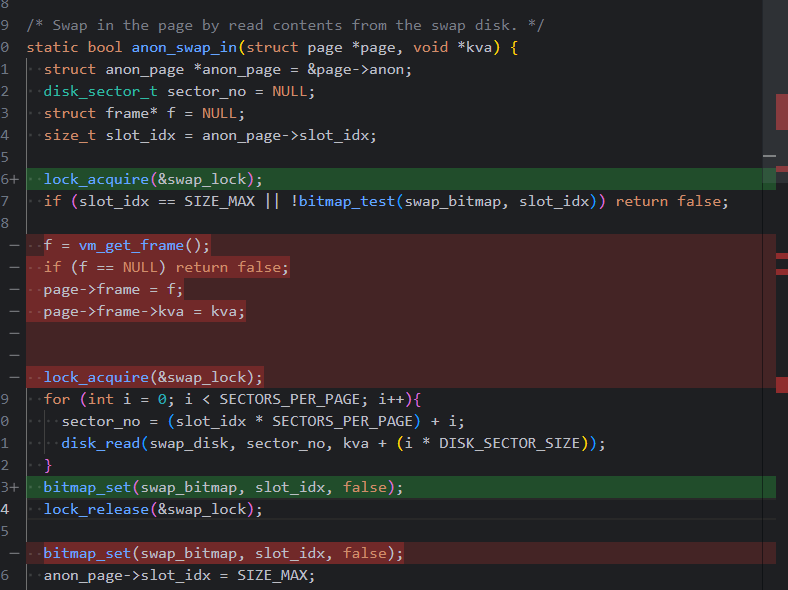 8
9 /* Swap in the page by read contents from the swap disk. */
0 static bool anon_swap_in(struct page *page, void *kva) {
1 ··struct anon_page *anon_page = &page->anon;
2 ··disk_sector_t sector_no = NULL;
3 ··struct frame* f = NULL;
4 ··size_t slot_idx = anon_page->slot_idx;
5
6+ ··lock_acquire(&swap_lock);
7 ··if (slot_idx == SIZE_MAX || !bitmap_test(swap_bitmap, slot_idx)) return false;
8
— ··f = vm_get_frame();
— ··if (f == NULL) return false;
— ··page->frame = f;
— ··page->frame->kva = kva;
—
—
— ··lock_acquire(&swap_lock);
9 ··for (int i = 0; i < SECTORS_PER_PAGE; i++){
0 ····sector_no = (slot_idx * SECTORS_PER_PAGE) + i;
1 ····disk_read(swap_disk, sector_no, kva + (i * DISK_SECTOR_SIZE));
2 ··}
3+ ··bitmap_set(swap_bitmap, slot_idx, false);
4 ··lock_release(&swap_lock);
5
— ··bitmap_set(swap_bitmap, slot_idx, false);
6 ··anon_page->slot_idx = SIZE_MAX;